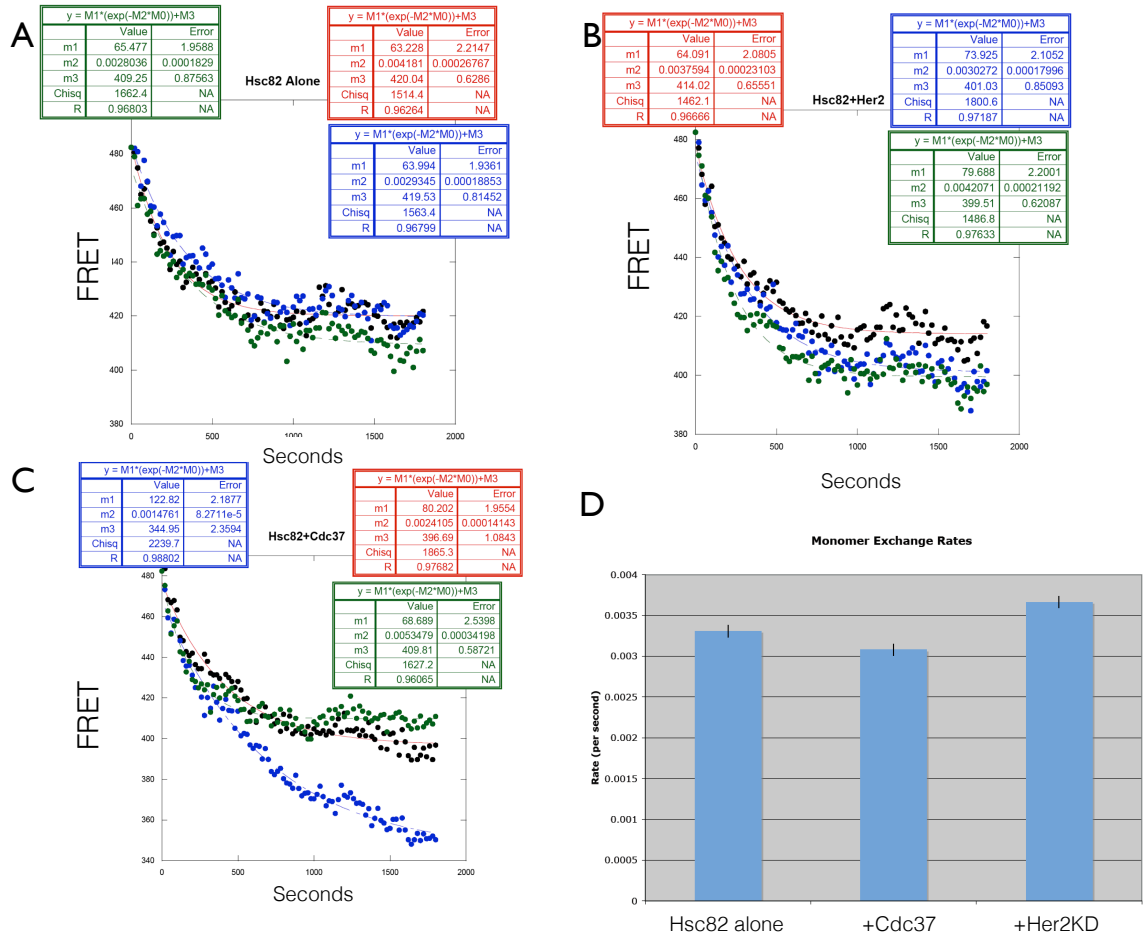 A
y = M1*(exp(-M2*M0))+M3
Value Error
m1 65.477 1.9588
m2 0.0028036 0.0001829
m3 409.25 0.87563
Chisq 1662.4 NA
R 0.96803 NA
Hsc82 Alone
y = M1*(exp(-M2*M0))+M3
Value Error
m1 63.228 2.2147
m2 0.004181 0.00026767
m3 420.04 0.6286
Chisq 1514.4 NA
R 0.96264 NA
y = M1*(exp(-M2*M0))+M3
Value Error
m1 63.994 1.9361
m2 0.0029345 0.00018853
m3 419.53 0.81452
Chisq 1563.4 NA
R 0.96799 NA
FRET
480
460
440
420
400
380
0 500 1000 1500 2000
Seconds
B
y = M1*(exp(-M2*M0))+M3
Value Error
m1 64.091 2.0805
m2 0.0037594 0.00023103
m3 414.02 0.65551
Chisq 1462.1 NA
R 0.96666 NA
Hsc82+Her2
y = M1*(exp(-M2*M0))+M3
Value Error
m1 73.925 2.1052
m2 0.0030272 0.00017996
m3 401.03 0.85093
Chisq 1800.6 NA
R 0.97187 NA
y = M1*(exp(-M2*M0))+M3
Value Error
m1 79.688 2.2001
m2 0.0042071 0.00021192
m3 399.51 0.62087
Chisq 1486.8 NA
R 0.97633 NA
FRET
480
460
440
420
400
380
0 500 1000 1500 2000
Seconds
C
y = M1*(exp(-M2*M0))+M3
Value Error
m1 122.82 2.1877
m2 0.0014761 8.2711e-5
m3 344.95 2.3594
Chisq 2239.7 NA
R 0.98802 NA
Hsc82+Cdc37
y = M1*(exp(-M2*M0))+M3
Value Error
m1 80.202 1.9554
m2 0.0024105 0.00014143
m3 396.69 1.0843
Chisq 1865.3 NA
R 0.97682 NA
y = M1*(exp(-M2*M0))+M3
Value Error
m1 68.689 2.5398
m2 0.0053479 0.00034198
m3 409.81 0.58721
Chisq 1627.2 NA
R 0.96065 NA
FRET
480
460
440
420
400
380
360
340
0 500 1000 1500 2000
Seconds
D
Monomer Exchange Rates
Rate (per second)
0.004
0.0035
0.003
0.0025
0.002
0.0015
0.001
0.0005
0
Hsc82 alone +Cdc37 +Her2KD